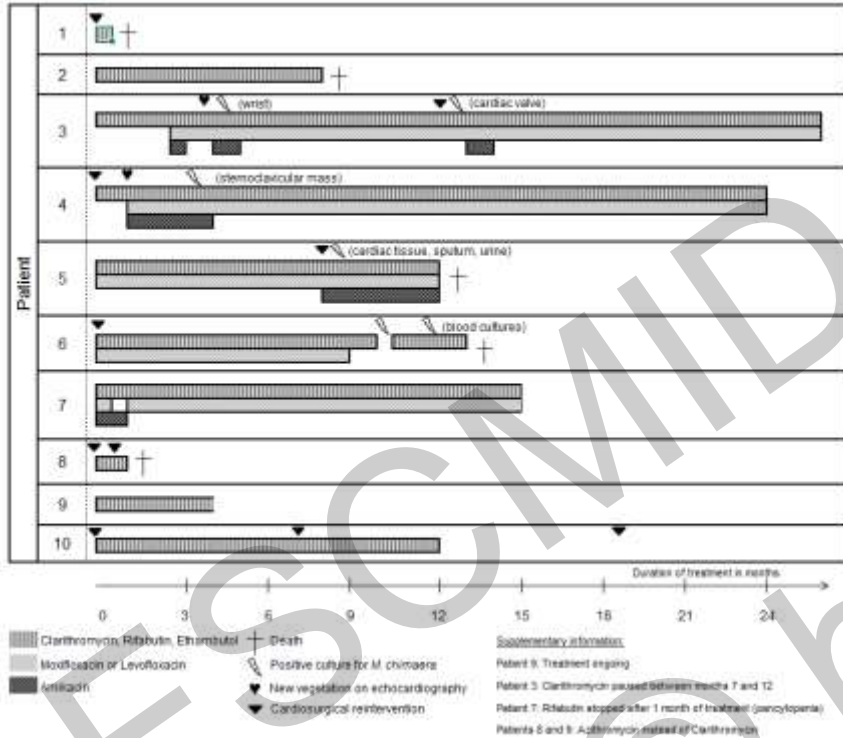 Patient
1
2
3
(wrist)
(cardiac valve)
4
(sternoclavicular mass)
5
(cardiac tissue, sputum, urine)
6
(blood cultures)
7
8
9
10
Duration of treatment in months
0 3 6 9 12 15 18 21 24
Clarithromycin, Rifabutin, Ethambutol
Moxifloxacin or Levofloxacin
Amikacin
Death
Positive culture for M. chimaera
New vegetation on echocardiography
Cardiosurgical reintervention
Supplementary information:
Patient 9: Treatment ongoing
Patient 3: Clarithromycin paused between months 7 and 12
Patient 7: Rifabutin stopped after 1 month of treatment (pancytopenia)
Patients 8 and 9: Azithromycin instead of Clarithromycin
ESCMID
@